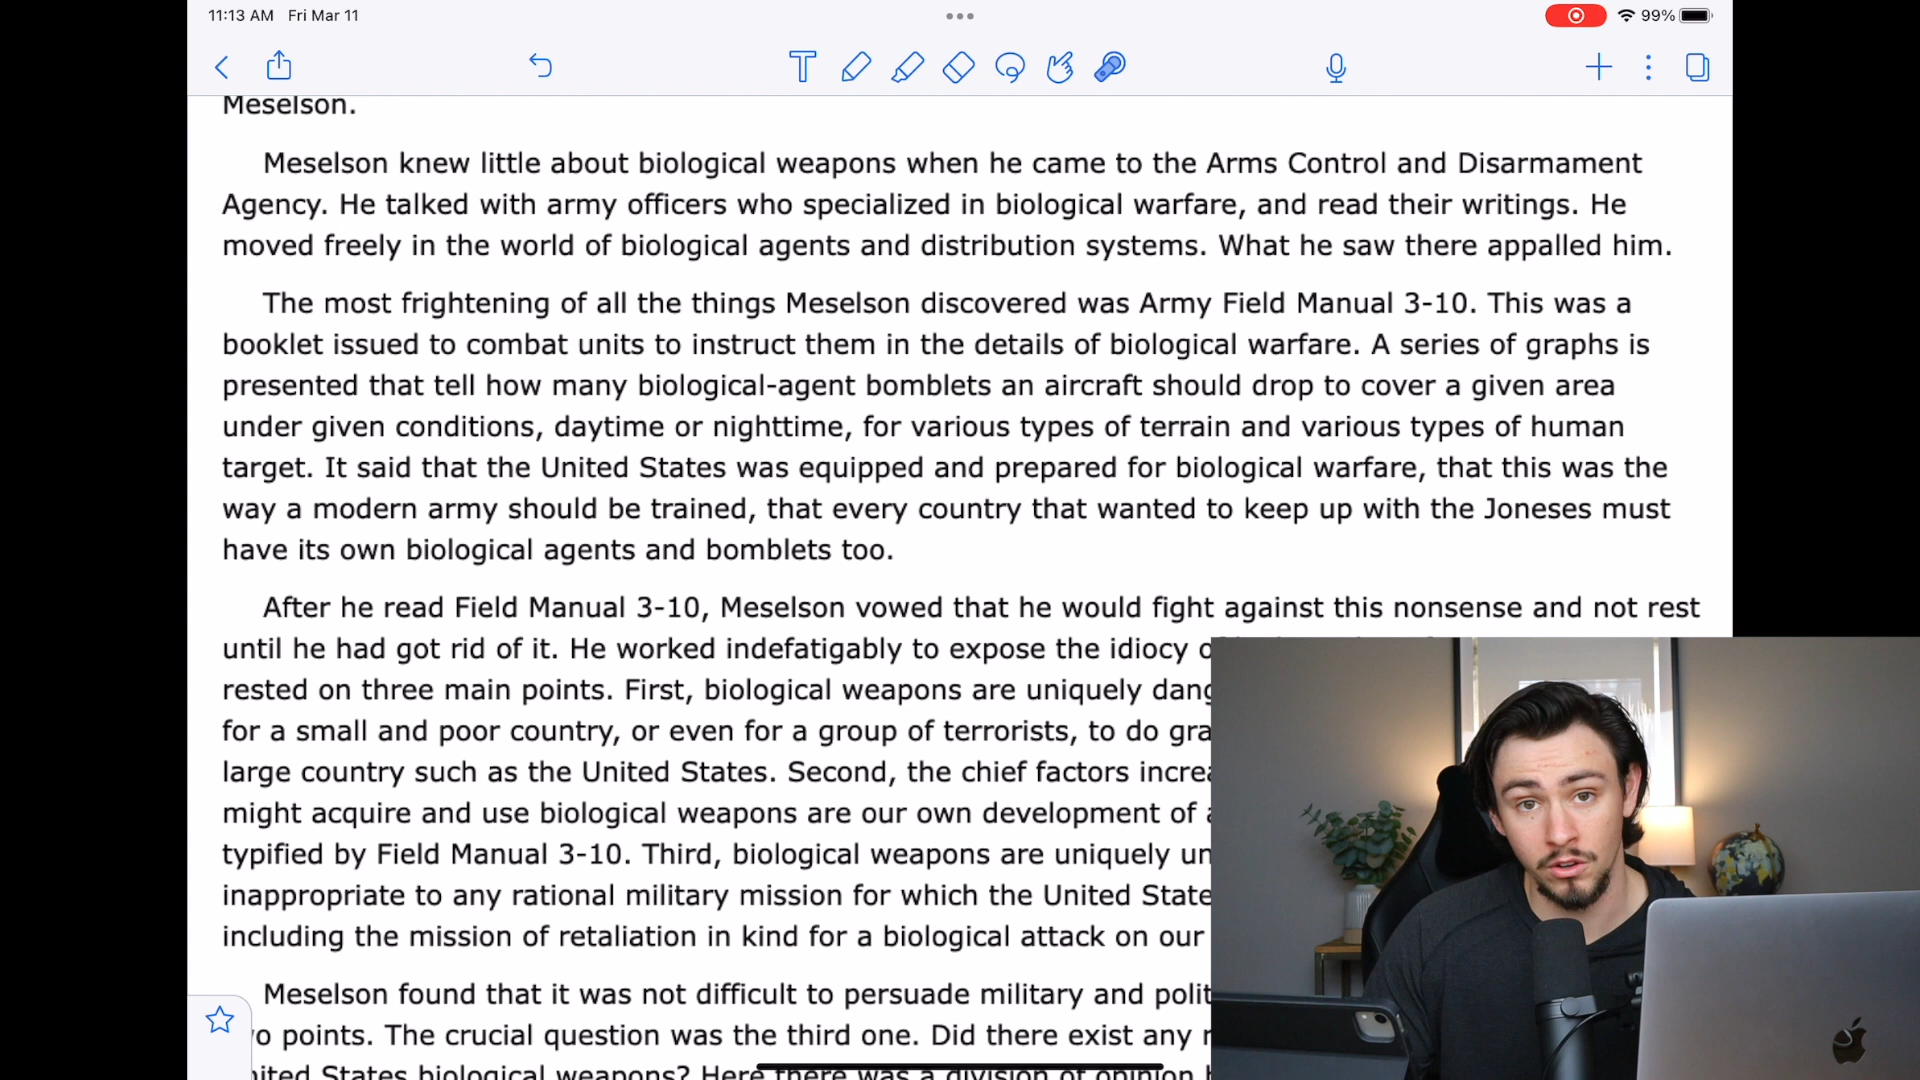 11:13 AM Fri Mar 11
99%
Meselson.
Meselson knew little about biological weapons when he came to the Arms Control and Disarmament
Agency. He talked with army officers who specialized in biological warfare, and read their writings. He
moved freely in the world of biological agents and distribution systems. What he saw there appalled him.
The most frightening of all the things Meselson discovered was Army Field Manual 3-10. This was a
booklet issued to combat units to instruct them in the details of biological warfare. A series of graphs is
presented that tell how many biological-agent bomblets an aircraft should drop to cover a given area
under given conditions, daytime or nighttime, for various types of terrain and various types of human
target. It said that the United States was equipped and prepared for biological warfare, that this was the
way a modern army should be trained, that every country that wanted to keep up with the Joneses must
have its own biological agents and bomblets too.
After he read Field Manual 3-10, Meselson vowed that he would fight against this nonsense and not rest
until he had got rid of it. He worked indefatigably to expose the idiocy
rested on three main points. First, biological weapons are uniquely
for a small and poor country, or even for a group of terrorists, to do
large country such as the United States. Second, the chief factors
might acquire and use biological weapons are our own development of
typified by Field Manual 3-10. Third, biological weapons are uniquely
inappropriate to any rational military mission for which the United
including the mission of retaliation in kind for a biological attack on our
Meselson found that it was not difficult to persuade military and
points. The crucial question was the third one. Did there exist any
States biological weapons? Here there was a division of opinion